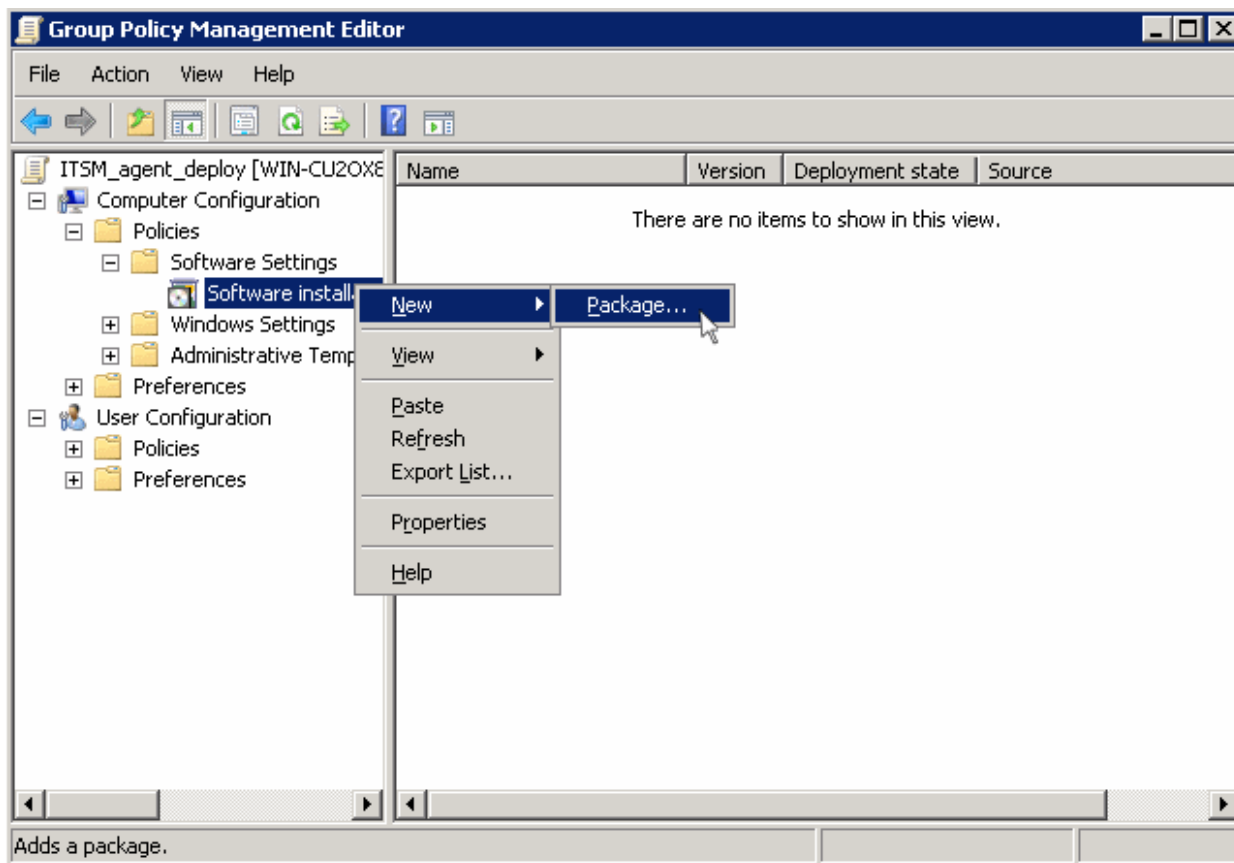 Group Policy Management Editor
File Action View Help
ITSM_agent_deploy [WIN-CU2OX8
Computer Configuration
Policies
Software Settings
Software install
Windows Settings
Administrative Temp
Preferences
User Configuration
Policies
Preferences
Name Version Deployment state Source
There are no items to show in this view.
New
View
Paste
Refresh
Export List...
Properties
Help
Package...
Adds a package.